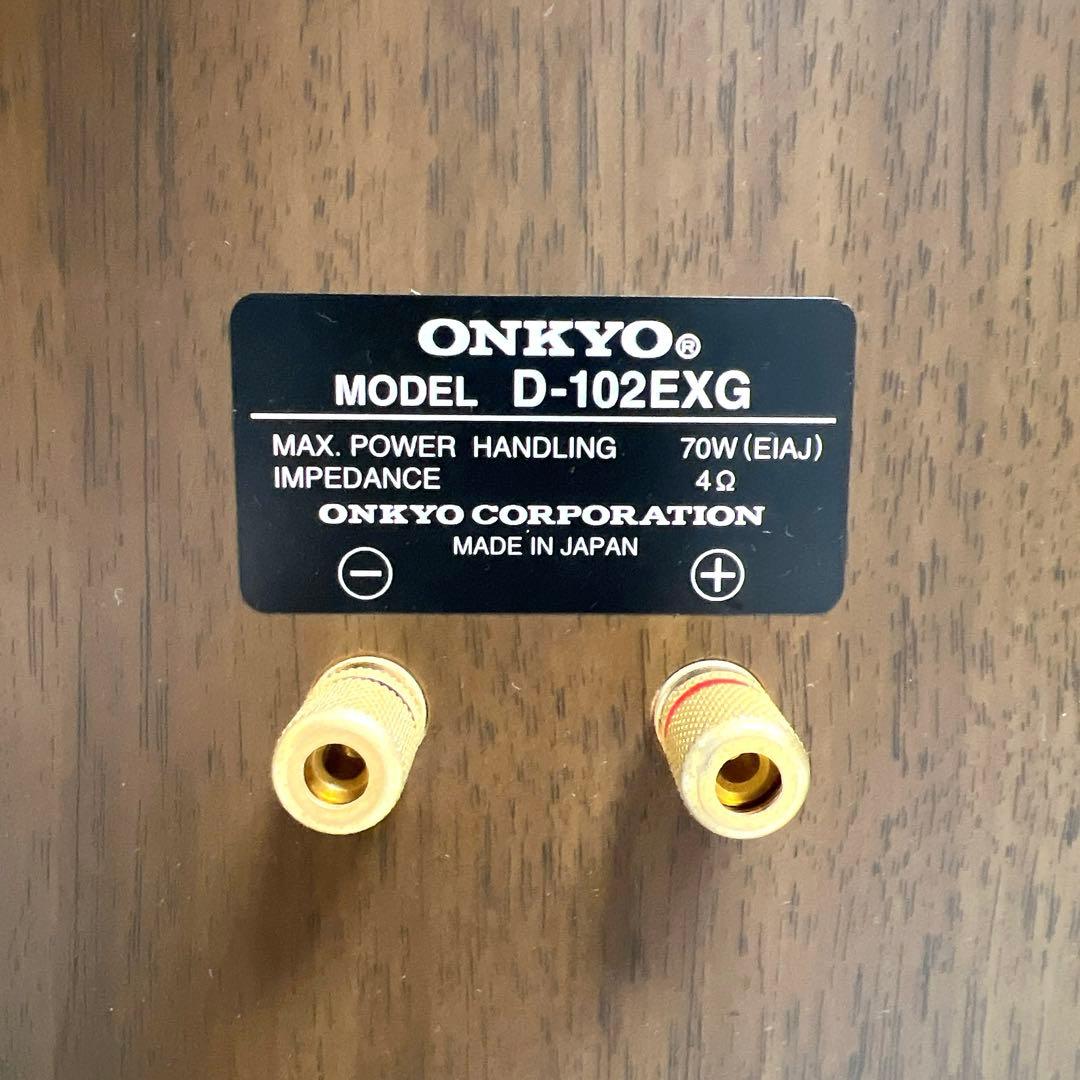 ONKYO®
MODEL D-102EXG
MAX. POWER HANDLING 70W (EIAJ)
IMPEDANCE 4Ω
ONKYO CORPORATION
MADE IN JAPAN
− +